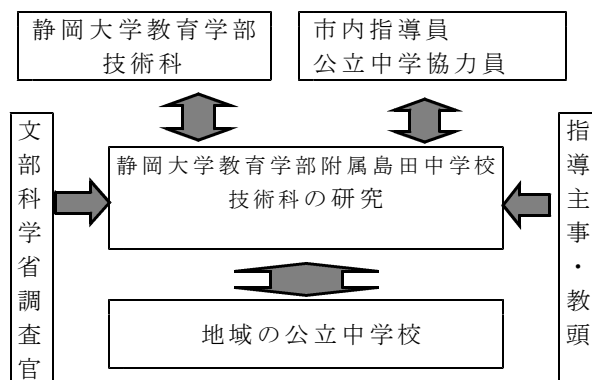 静岡大学教育学部
技術科
市内指導員
公立中学協力員
文部科学省調査官
静岡大学教育学部附属島田中学校
技術科の研究
指導主事・教頭
地域の公立中学校